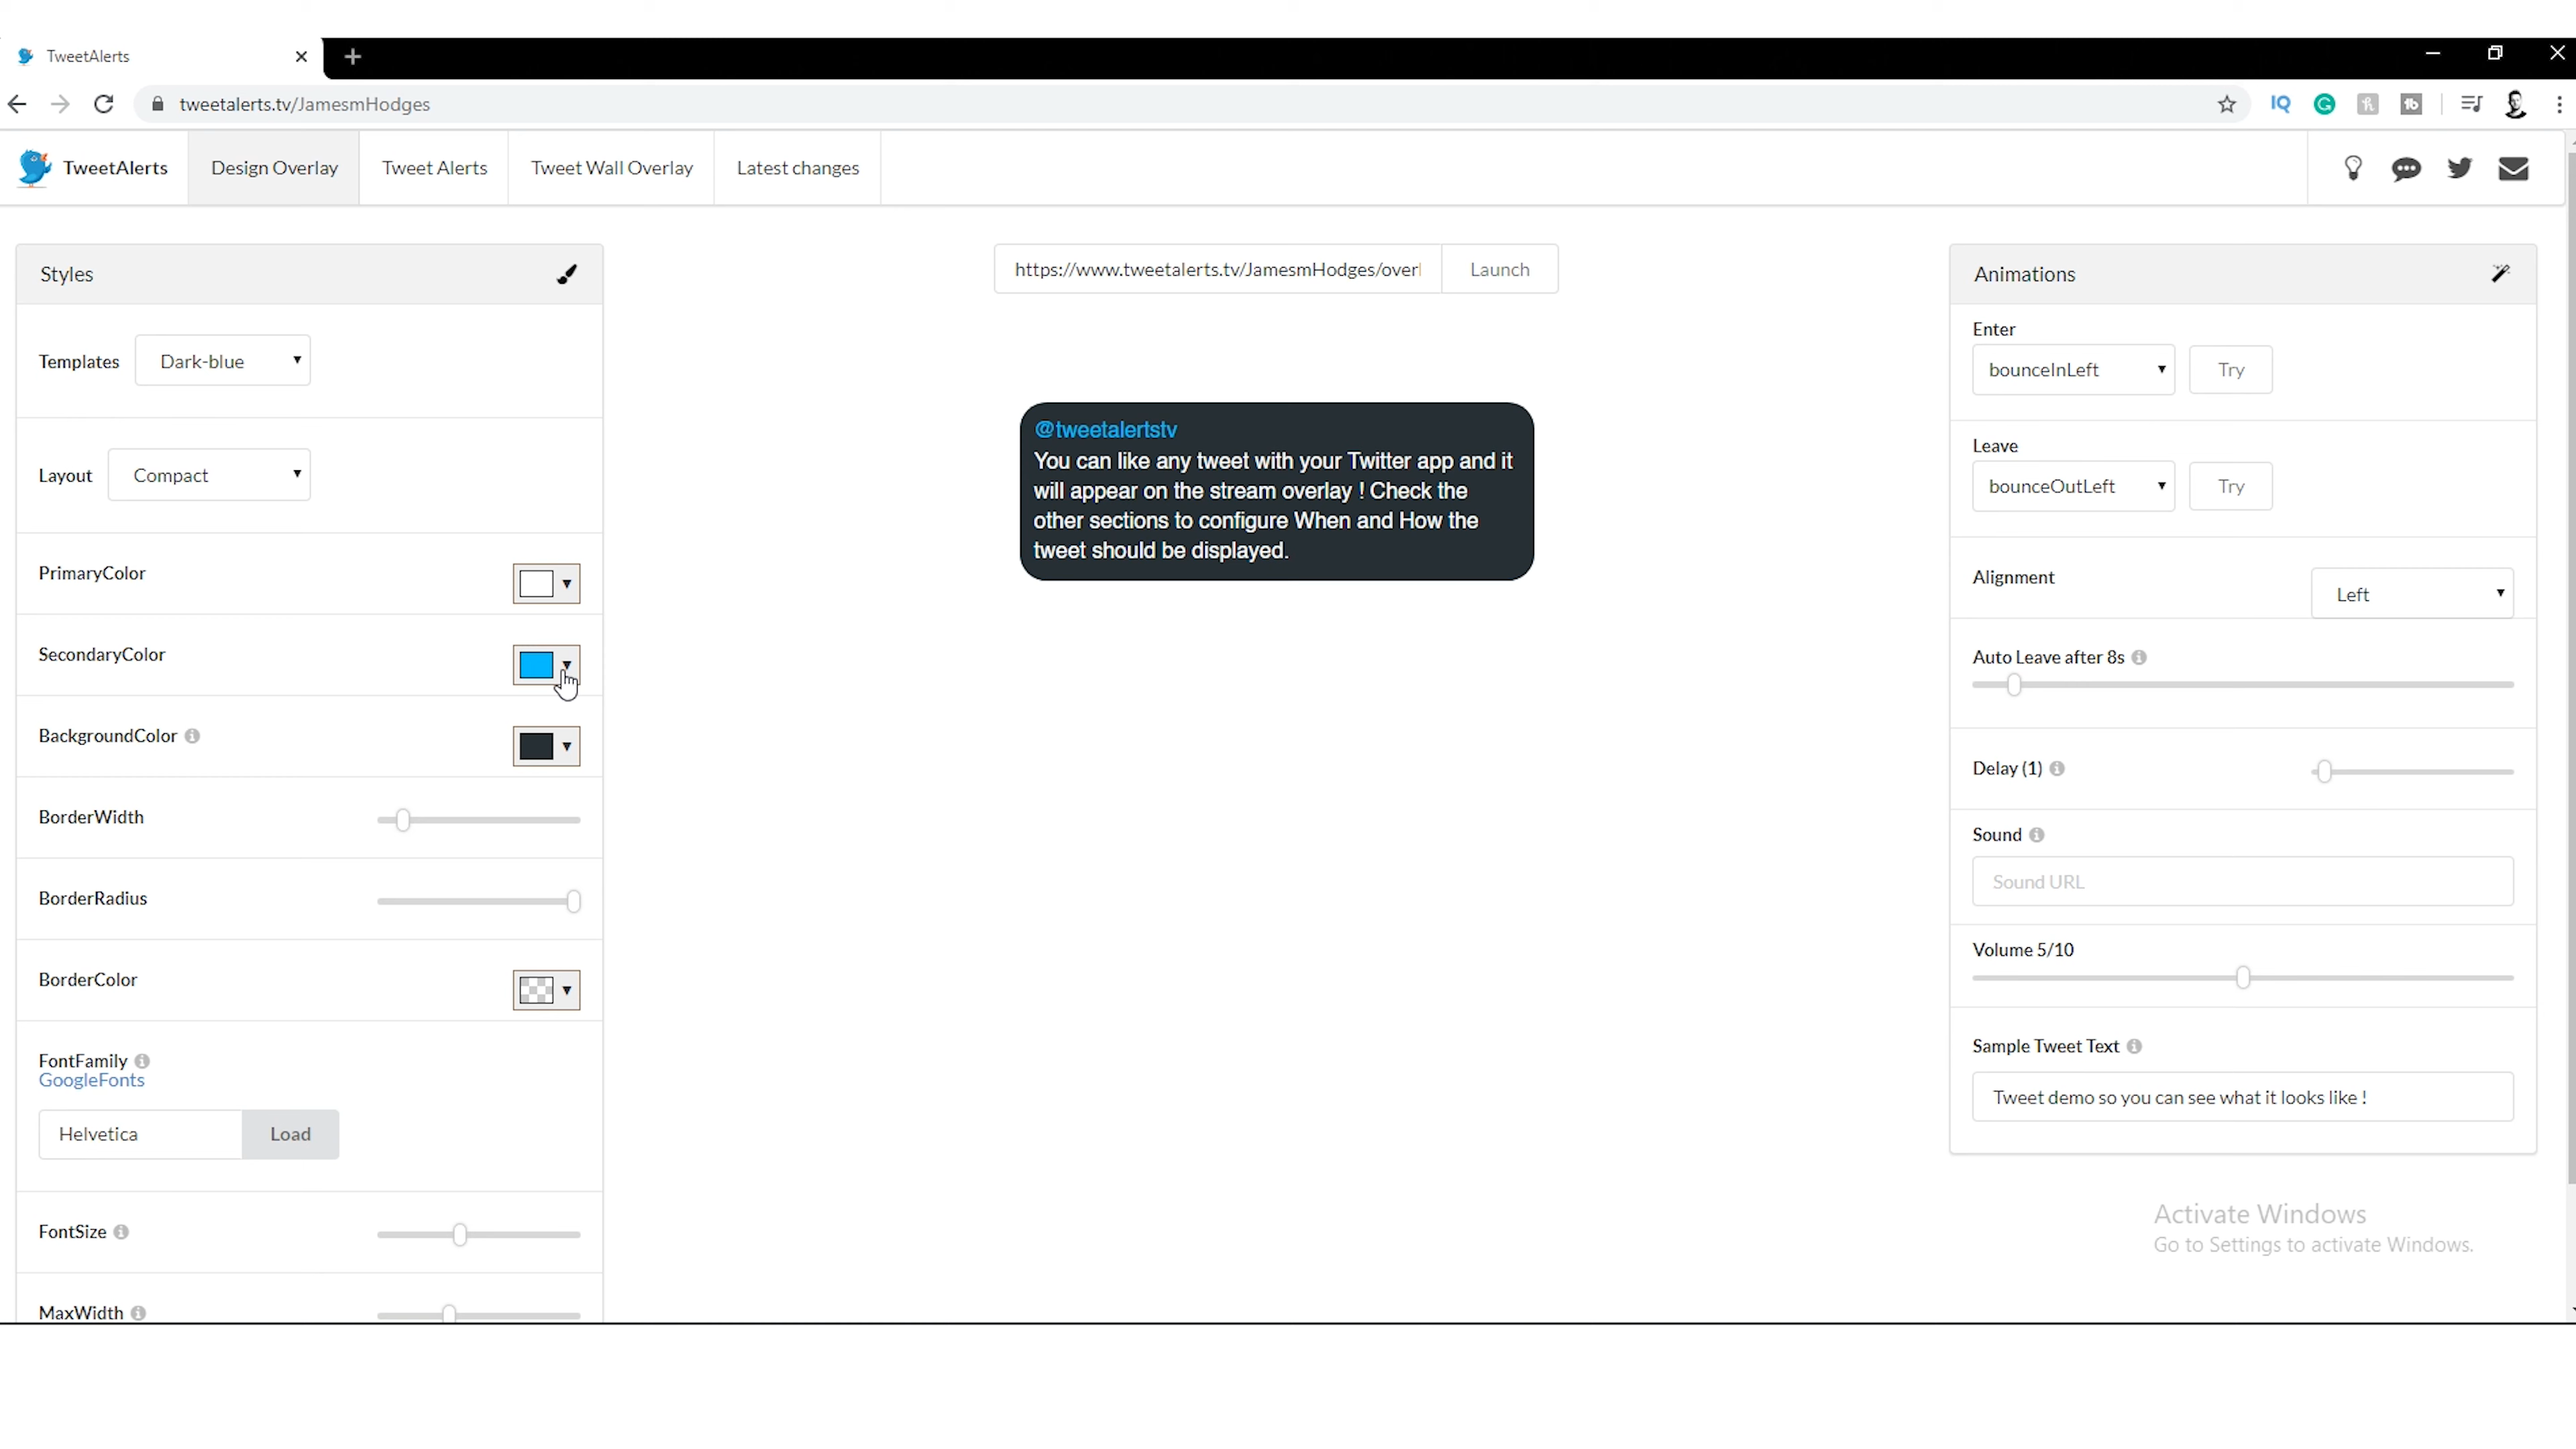 TweetAlerts
tweetalerts.tv/JamesmHodges
TweetAlerts
Design Overlay
Tweet Alerts
Tweet Wall Overlay
Latest changes
Styles
Templates
Dark-blue
Layout
Compact
PrimaryColor
SecondaryColor
BackgroundColor
BorderWidth
BorderRadius
BorderColor
FontFamily
GoogleFonts
Helvetica
Load
FontSize
MaxWidth
https://www.tweetalerts.tv/JamesmHodges/overl
Launch
@tweetalertstv
You can like any tweet with your Twitter app and it
will appear on the stream overlay ! Check the
other sections to configure When and How the
tweet should be displayed.
Animations
Enter
bounceInLeft
Try
Leave
bounceOutLeft
Try
Alignment
Left
Auto Leave after 8s
Delay (1)
Sound
Sound URL
Volume 5/10
Sample Tweet Text
Tweet demo so you can see what it looks like !
Activate Windows
Go to Settings to activate Windows.